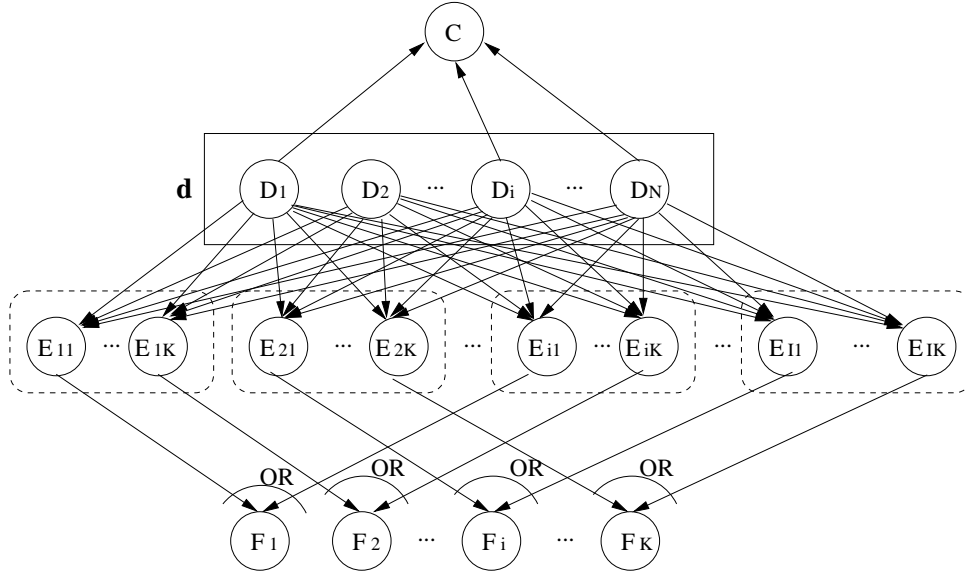 C
d D1 D2 ... Di ... DN
E11 ... E1K E21 ... E2K ... Ei1 ... EiK ... EI1 ... EIK
OR OR OR OR
F1 F2 ... Fi ... FK